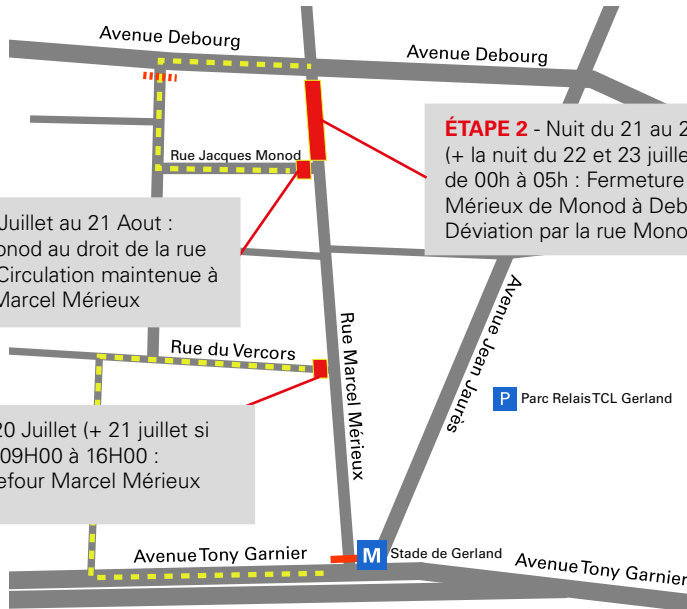 Avenue Debourg
Avenue Debourg
ÉTAPE 2 - Nuit du 21 au 2
(+ la nuit du 22 et 23 juille
de 00h à 05h : Fermeture
Mérieux de Monod à Deb
Déviation par la rue Mono
Rue Jacques Monod
Juillet au 21 Aout :
onod au droit de la rue
Circulation maintenue à
Marcel Mérieux
Avenue Jean Jaurès
Rue Marcel Mérieux
Rue du Vercors
P Parc Relais TCL Gerland
20 Juillet (+ 21 juillet si
09H00 à 16H00 :
efour Marcel Mérieux
Avenue Tony Garnier
M Stade de Gerland
Avenue Tony Garnier